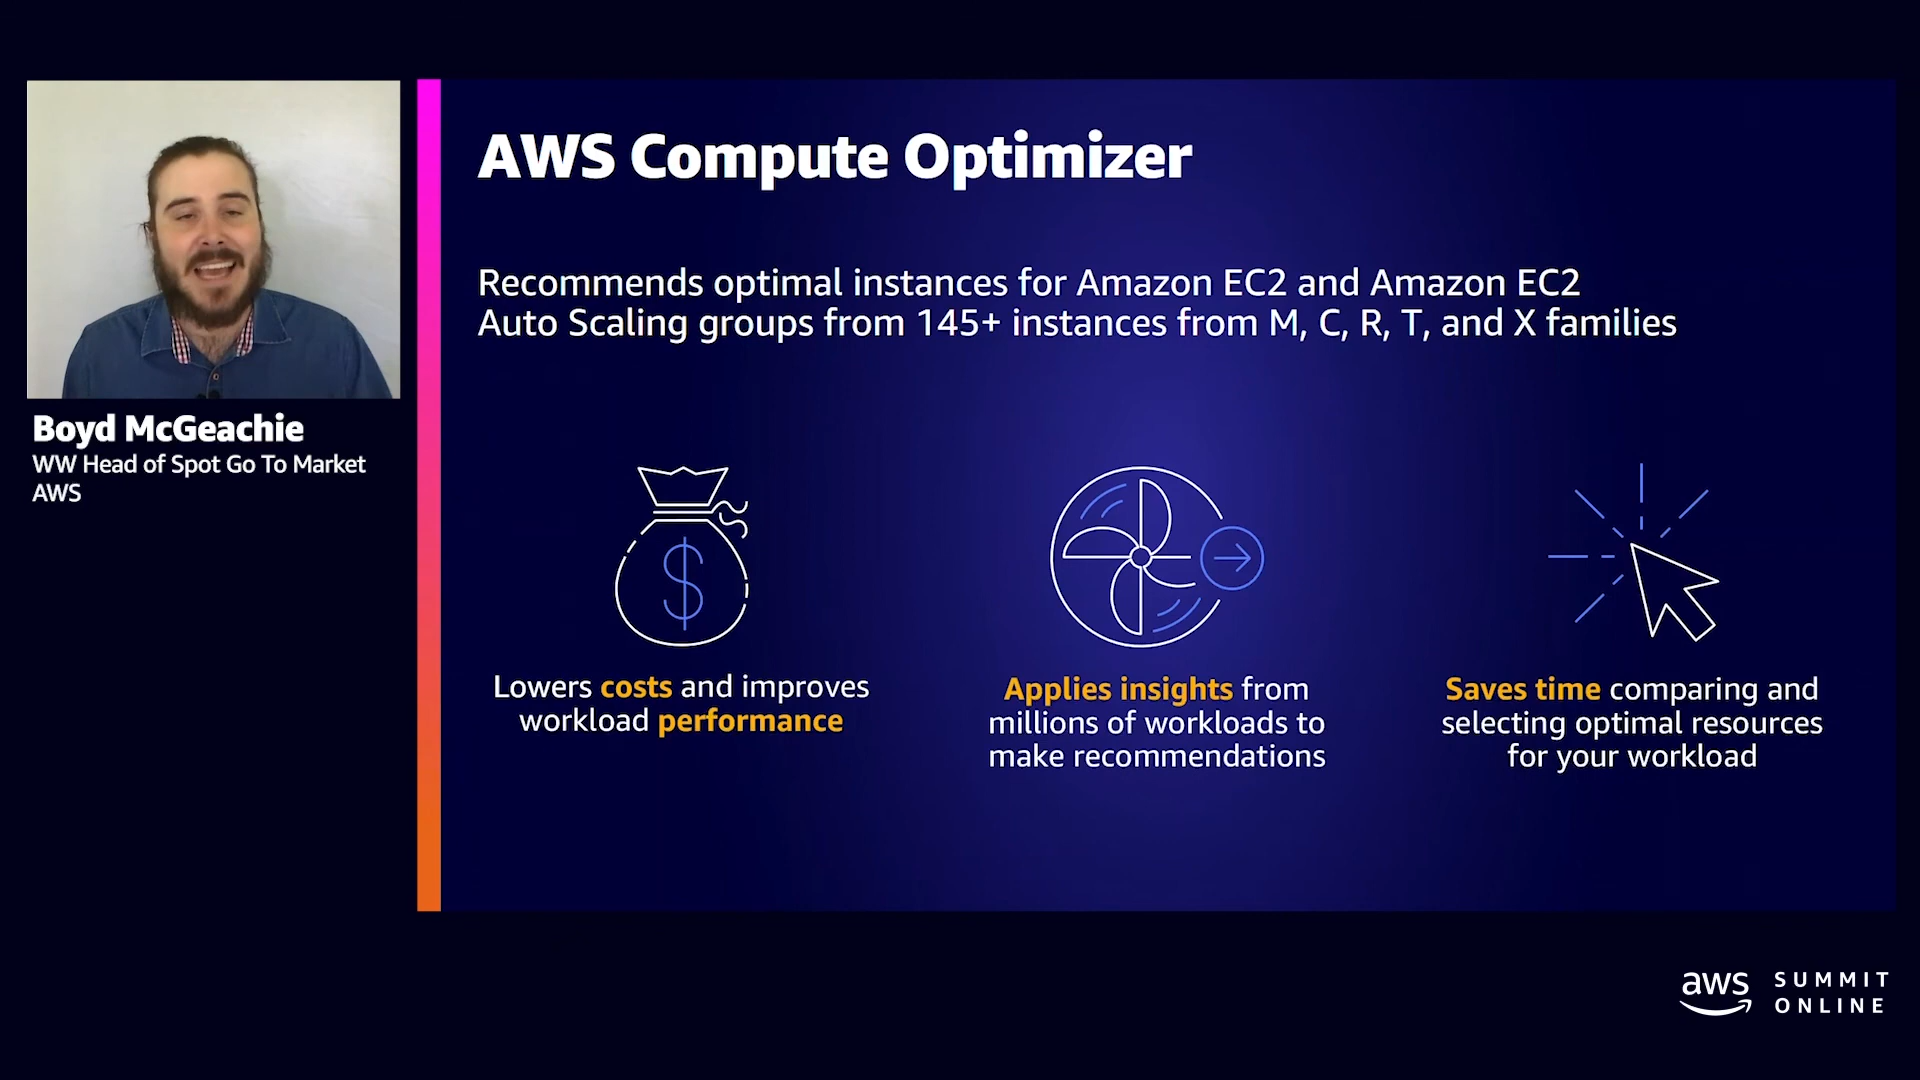 AWS Compute Optimizer
Recommends optimal instances for Amazon EC2 and Amazon EC2
Auto Scaling groups from 145+ instances from M, C, R, T, and X families
Boyd McGeachie
WW Head of Spot Go To Market
AWS
$
Lowers costs and improves
workload performance
Applies insights from
millions of workloads to
make recommendations
Saves time comparing and
selecting optimal resources
for your workload
aws
SUMMIT
ONLINE